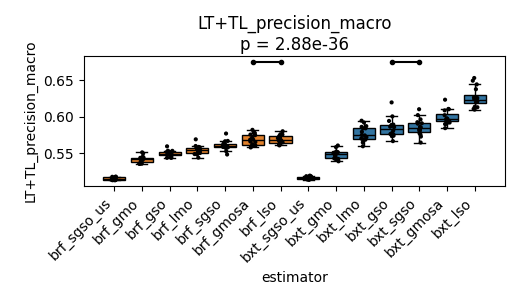 LT+TL_precision_macro
p = 2.88e-36
LT+TL_precision_macro
0.65
0.60
0.55
brf_sgso_us
brf_gmo
brf_gso
brf_lmo
brf_sgso
brf_gmosa
brf_lso
bxt_sgso_us
bxt_gmo
bxt_lmo
bxt_gso
bxt_sgso
bxt_gmosa
bxt_lso
estimator